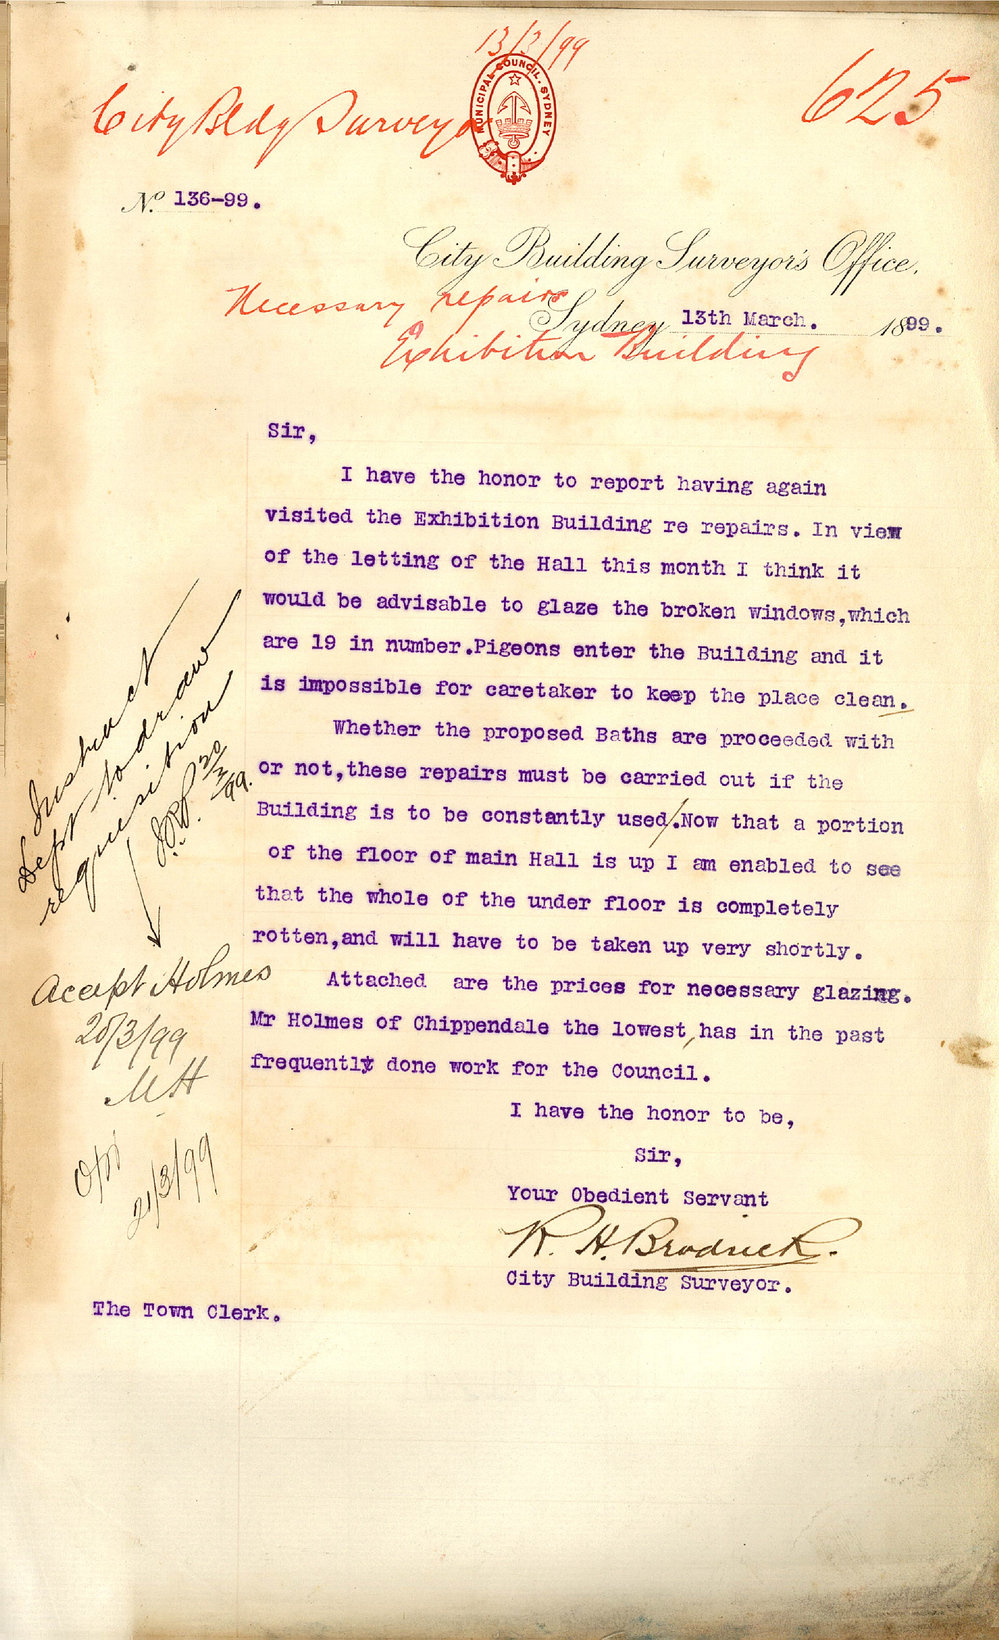 13/3/99
625
City Bldg Surveyor
MUNICIPAL COUNCIL. SYDNEY
No. 136-99.
City Building Surveyor's Office.
Necessary repairs
Sydney 13th March. 1899.
Exhibition Building
Sir,
I have the honor to report having again
visited the Exhibition Building re repairs. In view
of the letting of the Hall this month I think it
would be advisable to glaze the broken windows,which
are 19 in number.Pigeons enter the Building and it
is impossible for caretaker to keep the place clean.
Whether the proposed Baths are proceeded with
or not,these repairs must be carried out if the
Building is to be constantly used/.Now that a portion
of the floor of main Hall is up I am enabled to see
that the whole of the under floor is completely
rotten,and will have to be taken up very shortly.
Attached are the prices for necessary glazing.
Mr Holmes of Chippendale the lowest,has in the past
frequently done work for the Council.
I have the honor to be,
Sir,
Your Obedient Servant
R. H. Brodrick.
City Building Surveyor.
The Town Clerk.
Instruct
Dept to draw
requisition
20/3/99.
Accept Holmes
20/3/99
MH
21/3/99